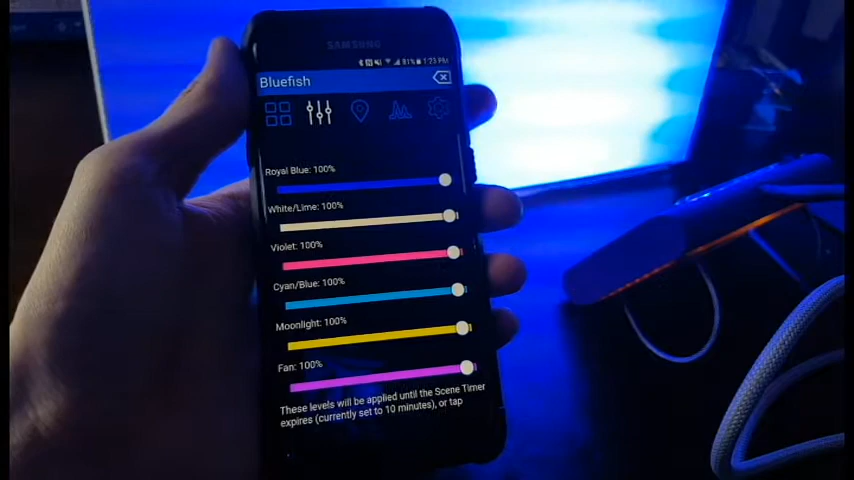 SAMSUNG
81% 1:23 PM
Bluefish
Royal Blue: 100%
White/Lime: 100%
Violet: 100%
Cyan/Blue: 100%
Moonlight: 100%
Fan: 100%
These levels will be applied until the Scene Timer
expires (currently set to 10 minutes), or tap